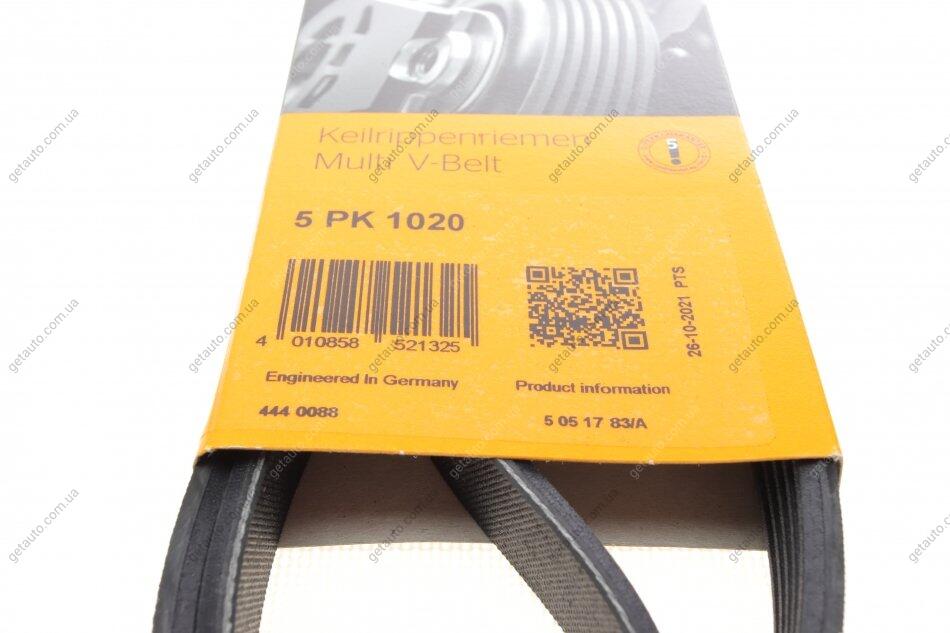 Keilrippenriemen
Multi V-Belt
5
5 PK 1020
4 010858 521325
26-10-2021 PTS
Engineered In Germany
Product information
444 0088
5 05 17 83/A
getauto.com.ua